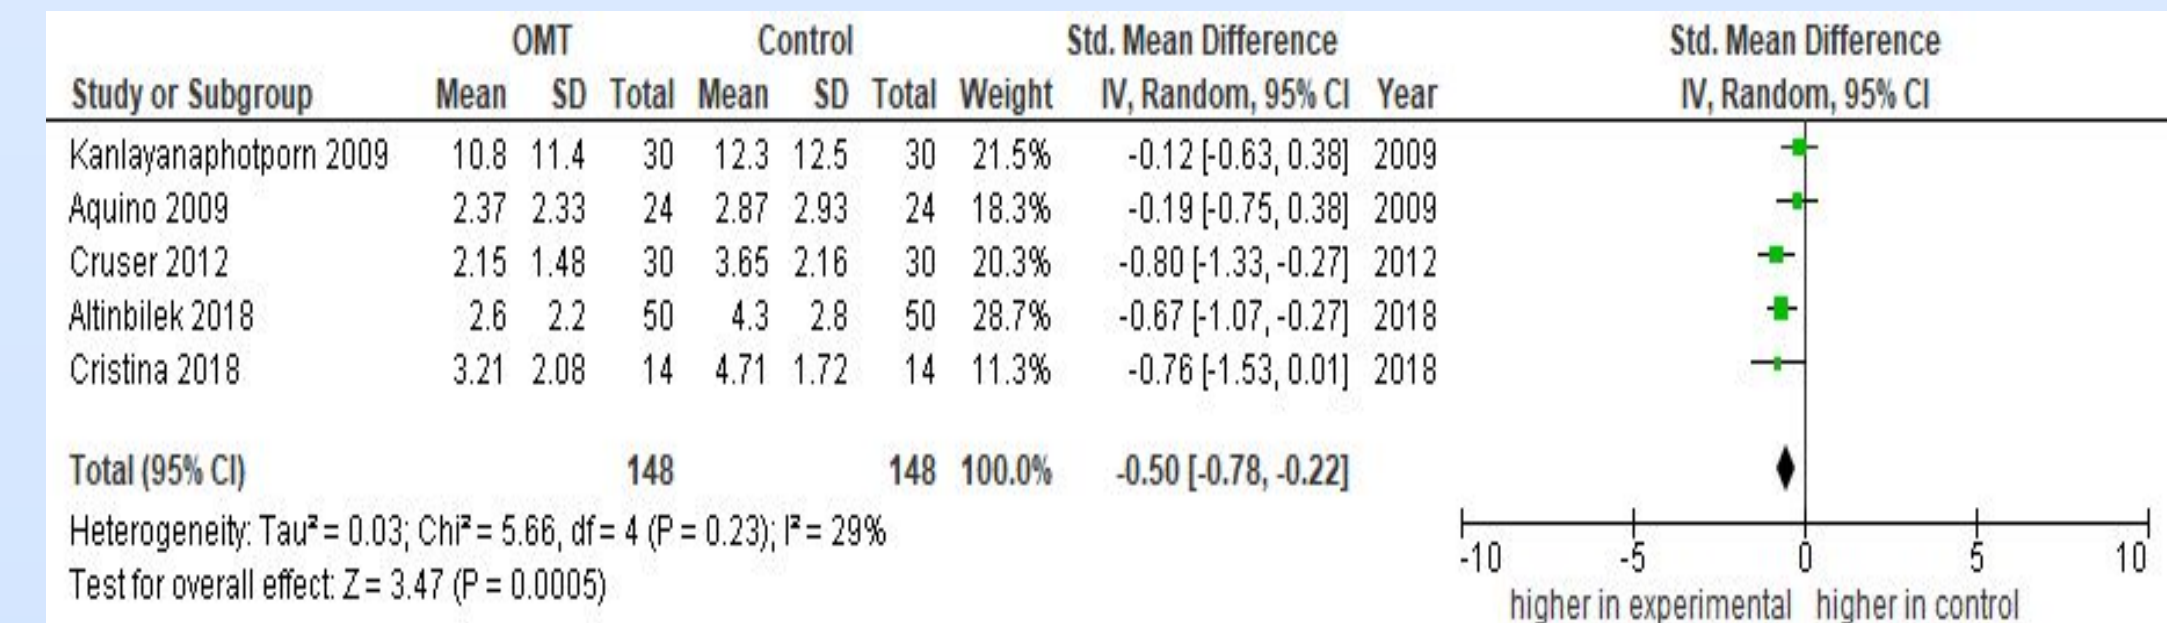 OMT Control Std. Mean Difference Std. Mean Difference
Study or Subgroup Mean SD Total Mean SD Total Weight IV, Random, 95% CI Year IV, Random, 95% CI
Kanlayanaphotporn 2009 10.8 11.4 30 12.3 12.5 30 21.5% -0.12 [-0.63, 0.38] 2009
Aquino 2009 2.37 2.33 24 2.87 2.93 24 18.3% -0.19 [-0.75, 0.38] 2009
Cruser 2012 2.15 1.48 30 3.65 2.16 30 20.3% -0.80 [-1.33, -0.27] 2012
Altinbilek 2018 2.6 2.2 50 4.3 2.8 50 28.7% -0.67 [-1.07, -0.27] 2018
Cristina 2018 3.21 2.08 14 4.71 1.72 14 11.3% -0.76 [-1.53, 0.01] 2018
Total (95% CI) 148 148 100.0% -0.50 [-0.78, -0.22]
Heterogeneity: Tau² = 0.03; Chi² = 5.66, df = 4 (P = 0.23); I² = 29%
Test for overall effect: Z = 3.47 (P = 0.0005)
-10 -5 0 5 10
higher in experimental higher in control